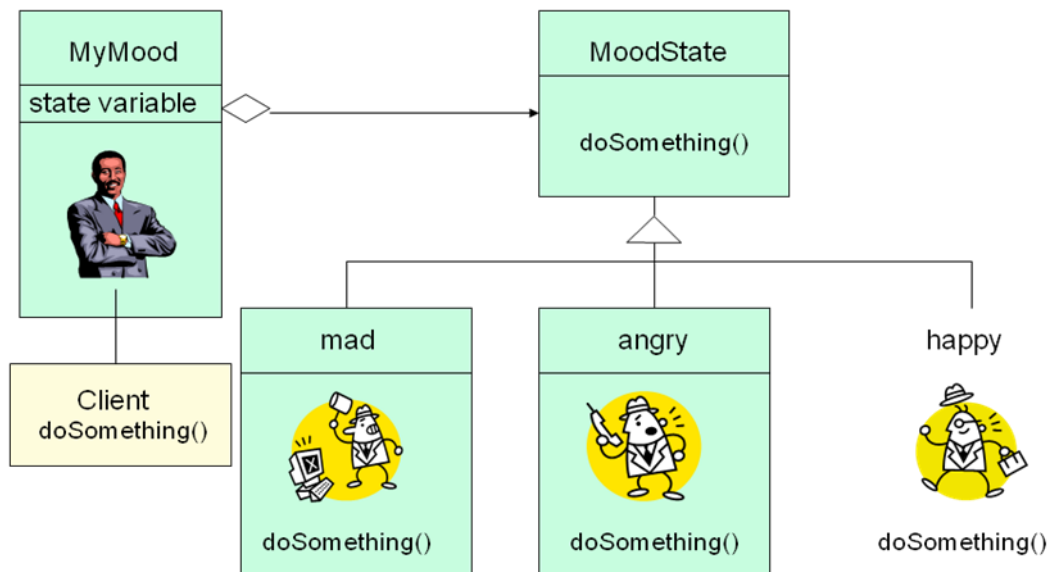 MyMood
state variable
MoodState
doSomething()
Client
doSomething()
mad
doSomething()
angry
doSomething()
happy
doSomething()